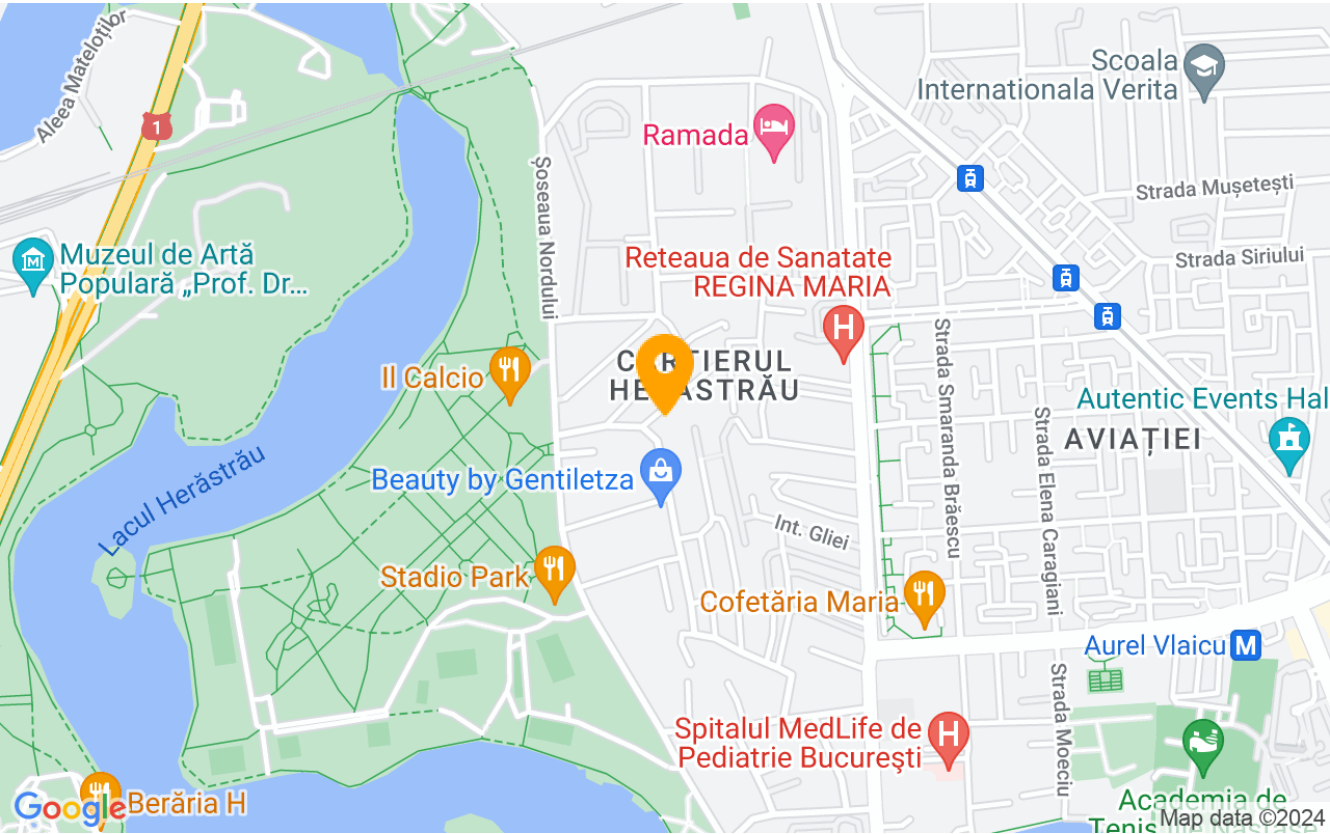 Aleea Mateloților
1
Scoala
Internationala Verita
Ramada
Șoseaua Nordului
Strada Mușetești
Muzeul de Artă
Populară „Prof. Dr...
Reteaua de Sanatate
REGINA MARIA
H
Strada Siriului
Il Calcio
HERĂSTRĂU
Strada Smaranda Brăescu
Autentic Events Hal
Strada Elena Caragiani
AVIAȚIEI
Lacul Herăstrău
Beauty by Gentiletza
Int. Gliei
Stadio Park
Cofetăria Maria
Aurel Vlaicu M
Strada Moeciu
Spitalul MedLife de
Pediatrie Bucureşti
H
Google
Berăria H
Academia de
Tenis
Map data ©2024